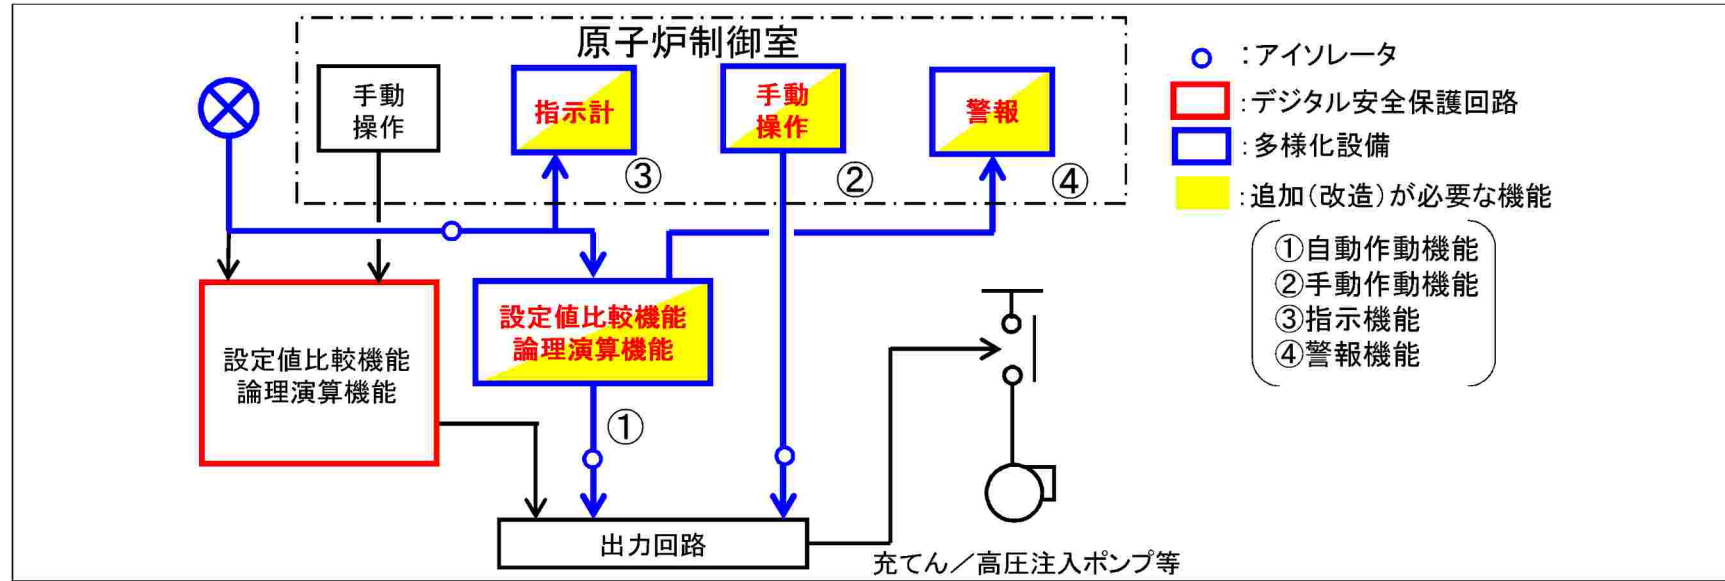 原子炉制御室
手動
操作
指示計
手動
操作
警報
③
②
④
設定値比較機能
論理演算機能
設定値比較機能
論理演算機能
①
出力回路
充てん／高圧注入ポンプ等
：アイソレータ
：デジタル安全保護回路
：多様化設備
：追加（改造）が必要な機能
①自動作動機能
②手動作動機能
③指示機能
④警報機能